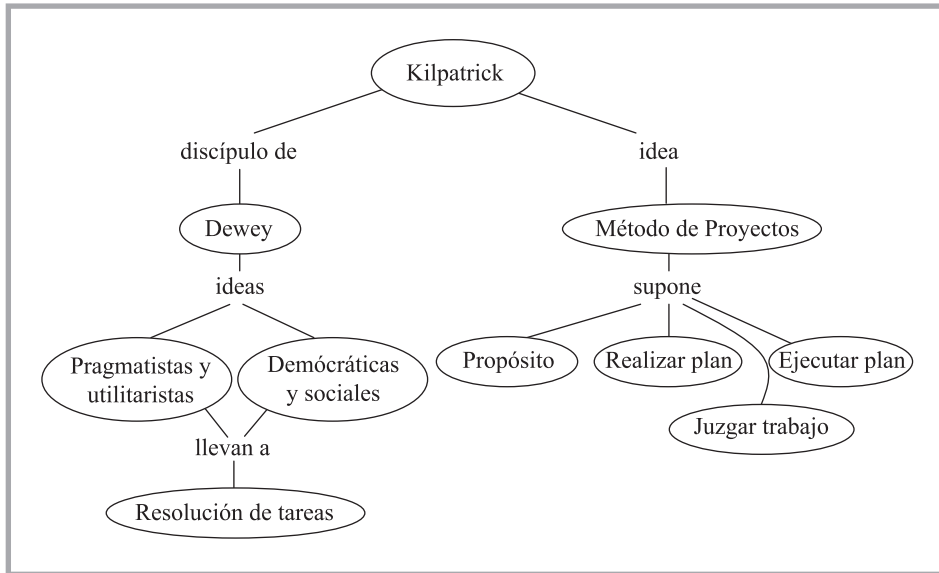 Kilpatrick
discípulo de
idea
Dewey
Método de Proyectos
ideas
supone
Pragmatistas y
utilitaristas
Demócráticas
y sociales
Propósito
Realizar plan
Ejecutar plan
Juzgar trabajo
llevan a
Resolución de tareas